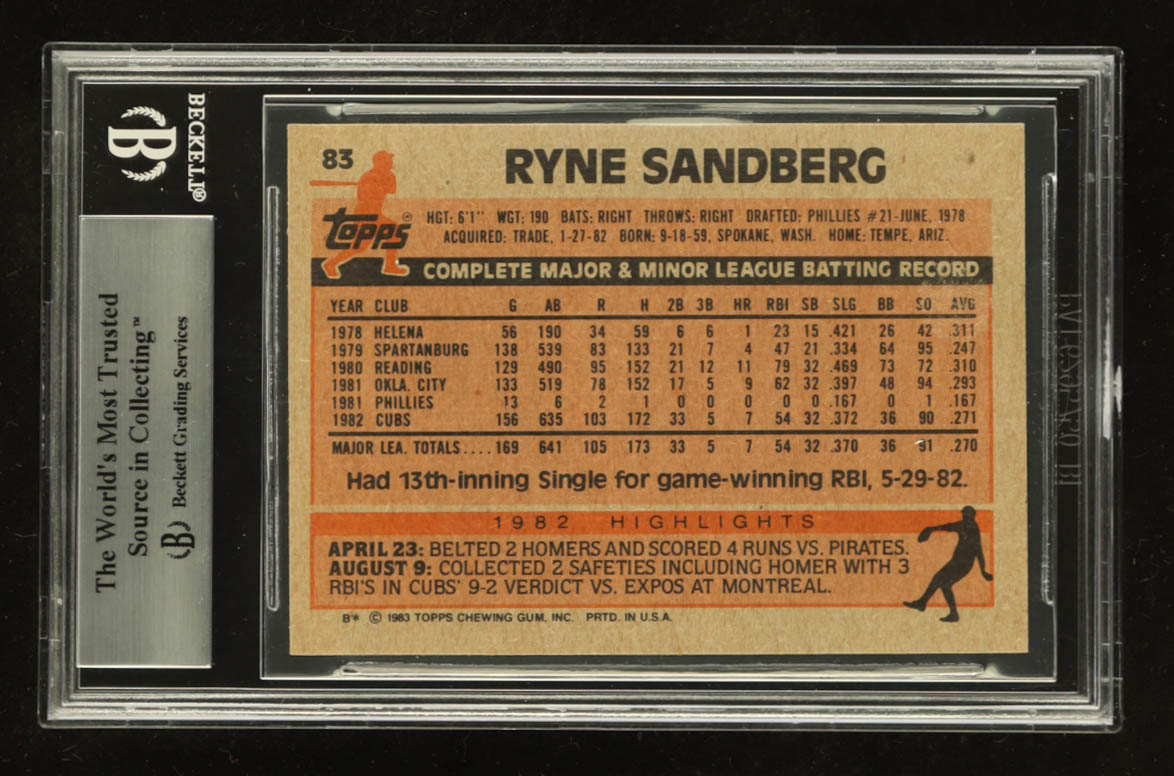 BECKETT®
B
The World's Most Trusted
Source in Collecting™
B Beckett Grading Services
83
RYNE SANDBERG
Topps®
HGT: 6'1" WGT: 190 BATS: RIGHT THROWS: RIGHT DRAFTED: PHILLIES #21-JUNE, 1978
ACQUIRED: TRADE, 1-27-82 BORN: 9-18-59, SPOKANE, WASH. HOME: TEMPE, ARIZ.
COMPLETE MAJOR & MINOR LEAGUE BATTING RECORD
YEAR CLUB G AB R H 2B 3B HR RBI SB SLG BB SO AVG
1978 HELENA 56 190 34 59 6 6 1 23 15 .421 26 42 .311
1979 SPARTANBURG 138 539 83 133 21 7 4 47 21 .334 64 95 .247
1980 READING 129 490 95 152 21 12 11 79 32 .469 73 72 .310
1981 OKLA. CITY 133 519 78 152 17 5 9 62 32 .397 48 94 .293
1981 PHILLIES 13 6 2 1 0 0 0 0 0 .167 0 1 .167
1982 CUBS 156 635 103 172 33 5 7 54 32 .372 36 90 .271
MAJOR LEA. TOTALS....169 641 105 173 33 5 7 54 32 .370 36 91 .270
Had 13th-inning Single for game-winning RBI, 5-29-82.
1982 HIGHLIGHTS
APRIL 23: BELTED 2 HOMERS AND SCORED 4 RUNS VS. PIRATES.
AUGUST 9: COLLECTED 2 SAFETIES INCLUDING HOMER WITH 3
RBI'S IN CUBS' 9-2 VERDICT VS. EXPOS AT MONTREAL.
B* © 1983 TOPPS CHEWING GUM, INC. PRTD. IN U.S.A.